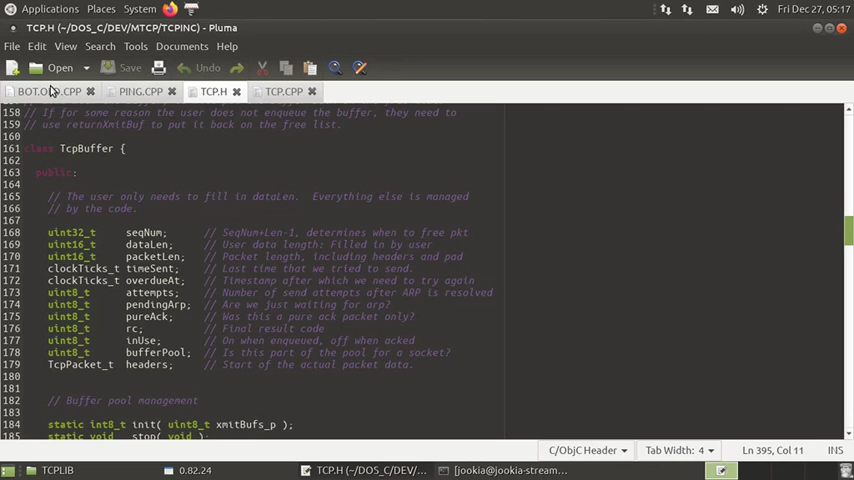 Applications Places System Fri Dec 27, 05:17
TCP.H (~/DOS_C/DEV/MTCP/TCPINC) - Pluma
File Edit View Search Tools Documents Help
Open Save Undo
PING.CPP TCP.H TCP.CPP
158 // If for some reason the user does not enqueue the buffer, they need to
159 // use returnXmitBuf to put it back on the free list.
160
161 class TcpBuffer {
162
163 public:
164
165 // The user only needs to fill in dataLen.  Everything else is managed
166 // by the code.
167
168 uint32_t seqNum; // SeqNum+Len-1, determines when to free pkt
169 uint16_t dataLen; // User data length: Filled in by user
170 uint16_t packetLen; // Packet length, including headers and pad
171 clockTicks_t timeSent; // Last time that we tried to send.
172 clockTicks_t overdueAt; // Timestamp after which we need to try again
173 uint8_t attempts; // Number of send attempts after ARP is resolved
174 uint8_t pendingArp; // Are we just waiting for arp?
175 uint8_t pureAck; // Was this a pure ack packet only?
176 uint8_t rc; // Final result code
177 uint8_t inUse; // On when enqueued, off when acked
178 uint8_t bufferPool; // Is this part of the pool for a socket?
179 TcpPacket_t headers; // Start of the actual packet data.
180
181
182 // Buffer pool management
183
184 static int8_t init( uint8_t xmitBufs_p );
185 static void stop( void );
C/ObjC Header Tab Width: 4 Ln 395, Col 11 INS
TCPLIB 0.82.24 TCP.H (~/DOS_C/DEV/... [jookia@jookia-stream...